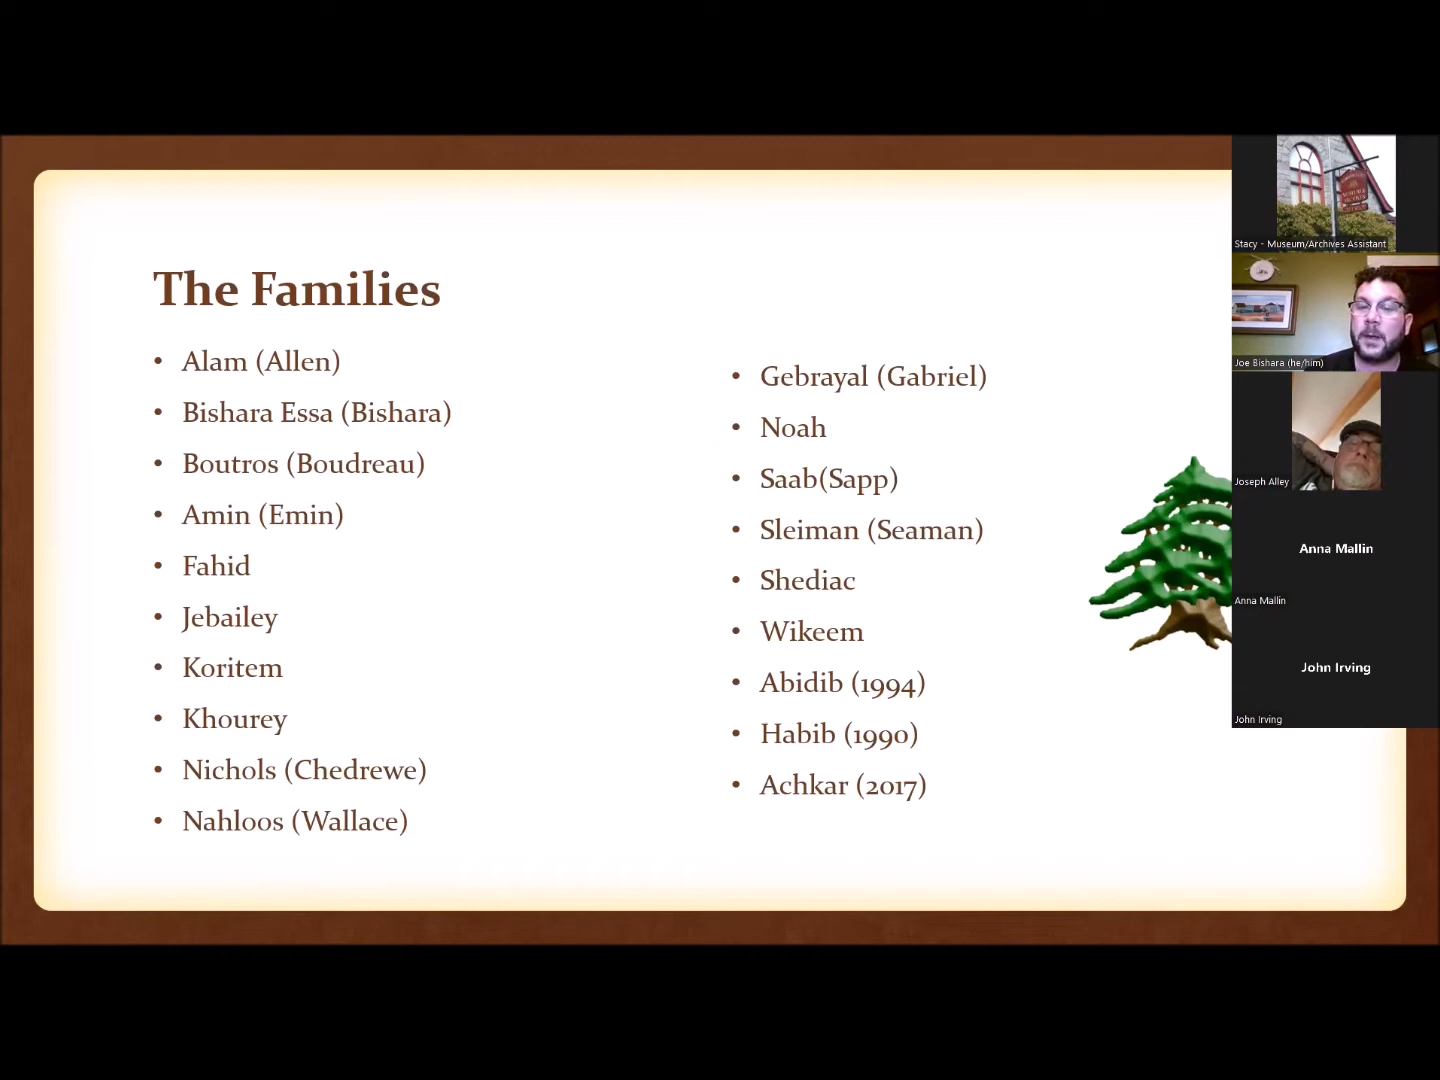 The Families
• Alam (Allen)
• Bishara Essa (Bishara)
• Boutros (Boudreau)
• Amin (Emin)
• Fahid
• Jebailey
• Koritem
• Khourey
• Nichols (Chedrewe)
• Nahloos (Wallace)
• Gebrayal (Gabriel)
• Noah
• Saab(Sapp)
• Sleiman (Seaman)
• Shediac
• Wikeem
• Abidib (1994)
• Habib (1990)
• Achkar (2017)
Stacy - Museum/Archives Assistant
Joe Bishara (he/him)
Joseph Alley
Anna Mallin
Anna Mallin
John Irving
John Irving